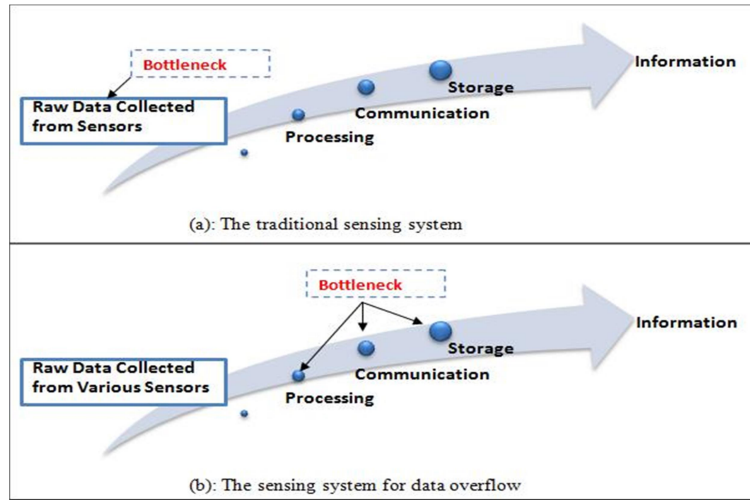 Bottleneck
Raw Data Collected
from Sensors
Information
Storage
Communication
Processing
(a): The traditional sensing system
Bottleneck
Raw Data Collected
from Various Sensors
Information
Storage
Communication
Processing
(b): The sensing system for data overflow